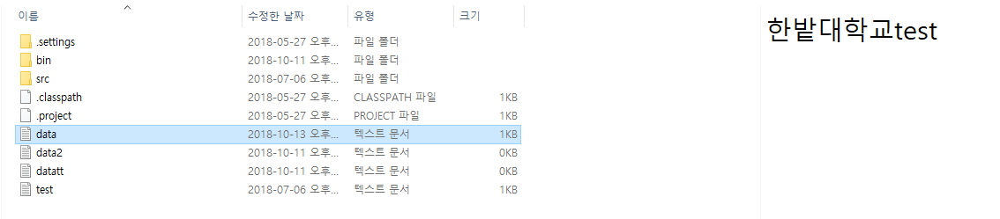 이름 수정한 날짜 유형 크기 한밭대학교test
.settings 2018-05-27 오후... 파일 폴더
bin 2018-10-11 오후... 파일 폴더
src 2018-07-06 오후... 파일 폴더
.classpath 2018-05-27 오후... CLASSPATH 파일 1KB
.project 2018-05-27 오후... PROJECT 파일 1KB
data 2018-10-13 오후... 텍스트 문서 1KB
data2 2018-10-11 오후... 텍스트 문서 0KB
datatt 2018-10-11 오후... 텍스트 문서 0KB
test 2018-07-06 오후... 텍스트 문서 1KB